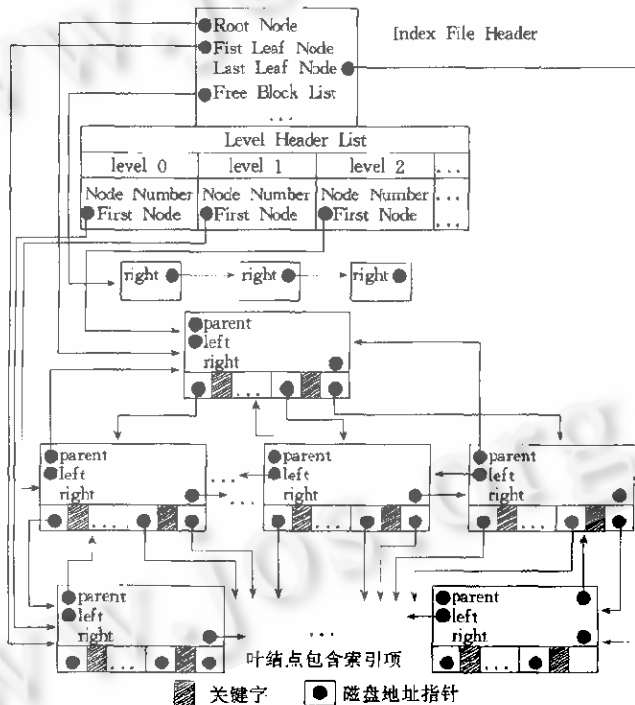 Root Node
Index File Header
Fist Leaf Node
Last Leaf Node
Free Block List
...
Level Header List
level 0 level 1 level 2 ...
Node Number Node Number Node Number ...
First Node First Node First Node ...
right right right
parent
left
right
...
parent parent parent
left ... left left
right ... right right
... ... ...
parent parent
left left
right ... right
叶结点包含索引项
... ...
关键字 磁盘地址指针